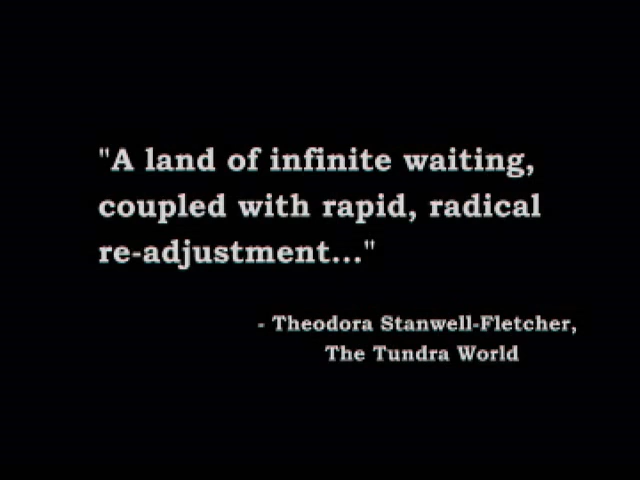 "A land of infinite waiting,
coupled with rapid, radical
re-adjustment..."
- Theodora Stanwell-Fletcher,
The Tundra World